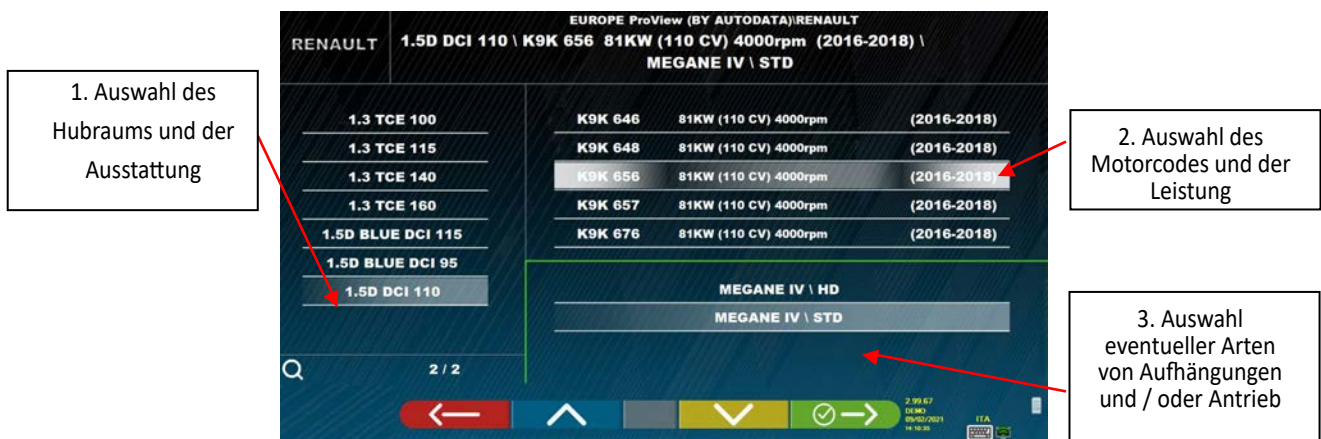 EUROPE ProView (BY AUTODATA)\RENAULT
RENAULT
1.5D DCI 110 \ K9K 656 81KW (110 CV) 4000rpm (2016-2018) \
MEGANE IV \ STD
1. Auswahl des
Hubraums und der
Ausstattung
1.3 TCE 100
1.3 TCE 115
1.3 TCE 140
1.3 TCE 160
1.5D BLUE DCI 115
1.5D BLUE DCI 95
1.5D DCI 110
2 / 2
K9K 646 81KW (110 CV) 4000rpm (2016-2018)
K9K 648 81KW (110 CV) 4000rpm (2016-2018)
K9K 656 81KW (110 CV) 4000rpm (2016-2018)
K9K 657 81KW (110 CV) 4000rpm (2016-2018)
K9K 676 81KW (110 CV) 4000rpm (2016-2018)
2. Auswahl des
Motorcodes und der
Leistung
MEGANE IV \ HD
MEGANE IV \ STD
3. Auswahl
eventueller Arten
von Aufhängungen
und / oder Antrieb
2.99.67
DEMO
09/02/2021
14:10:35
ITA